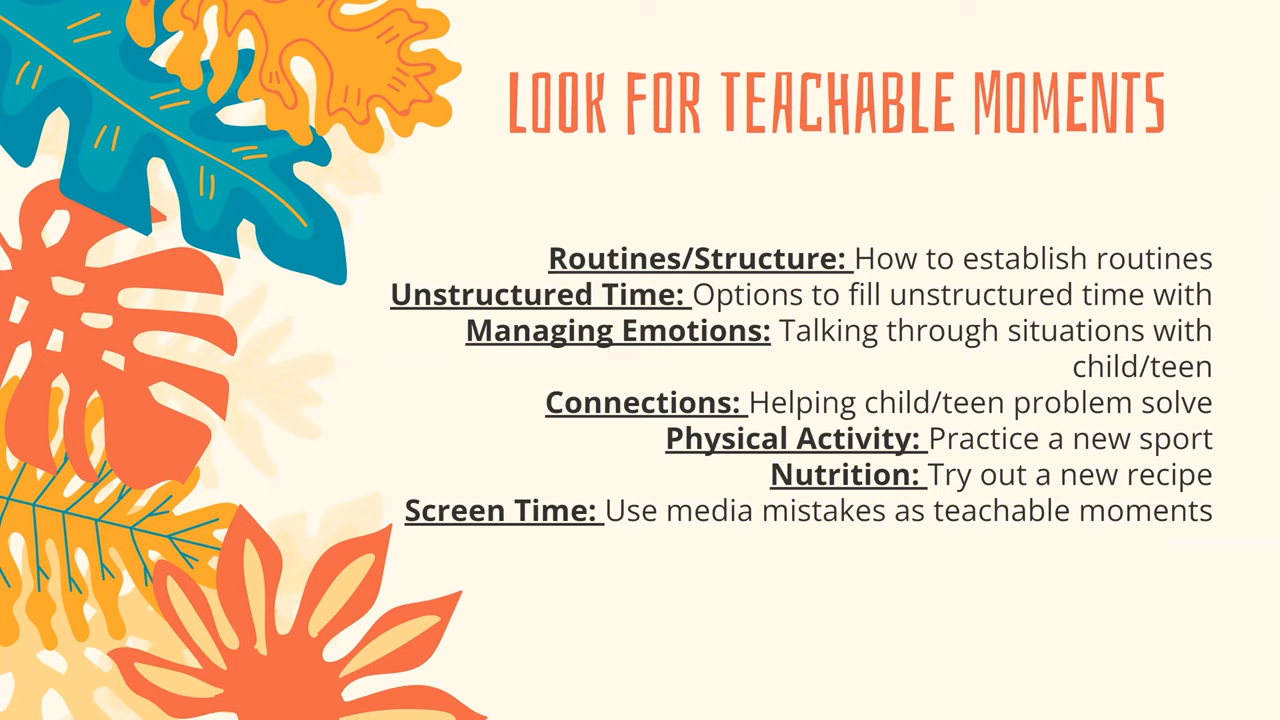 LOOK FOR TEACHABLE MOMENTS
Routines/Structure: How to establish routines
Unstructured Time: Options to fill unstructured time with
Managing Emotions: Talking through situations with
child/teen
Connections: Helping child/teen problem solve
Physical Activity: Practice a new sport
Nutrition: Try out a new recipe
Screen Time: Use media mistakes as teachable moments